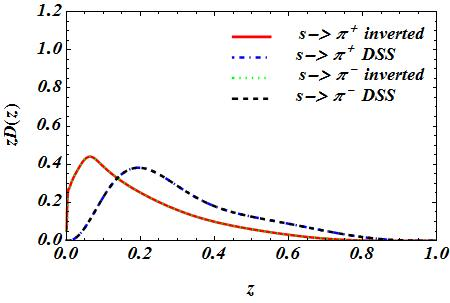 1.2
1.0
0.8
0.6
0.4
0.2
0.0
zD(z)
s−> π⁺ inverted
s−> π⁺ DSS
s−> π⁻ inverted
s−> π⁻ DSS
0.0 0.2 0.4 0.6 0.8 1.0
z